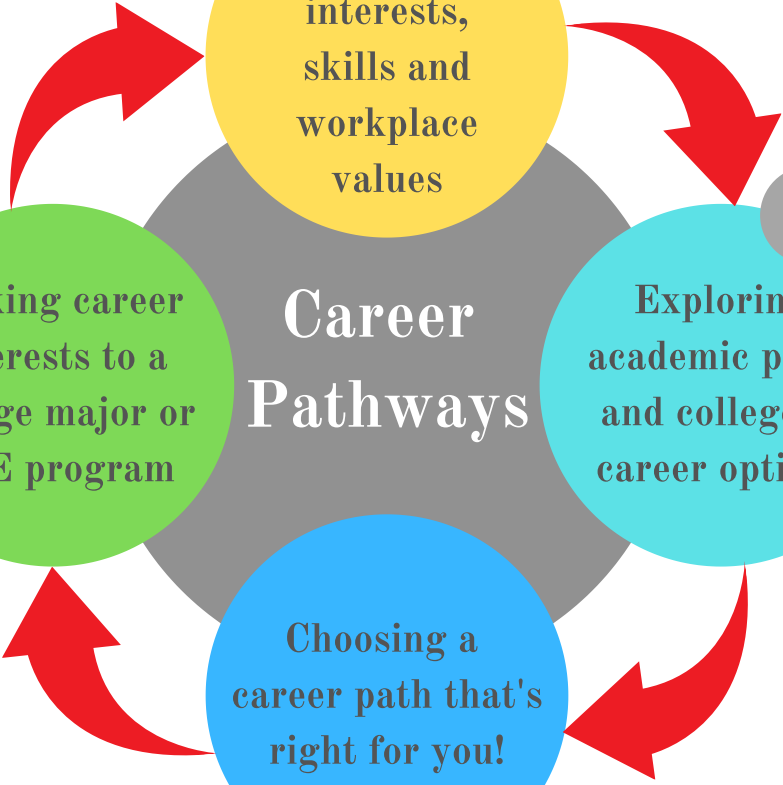 interests,
skills and
workplace
values
Career
Pathways
king career
erests to a
ge major or
E program
Explorin
academic p
and colleg
career opti
Choosing a
career path that's
right for you!